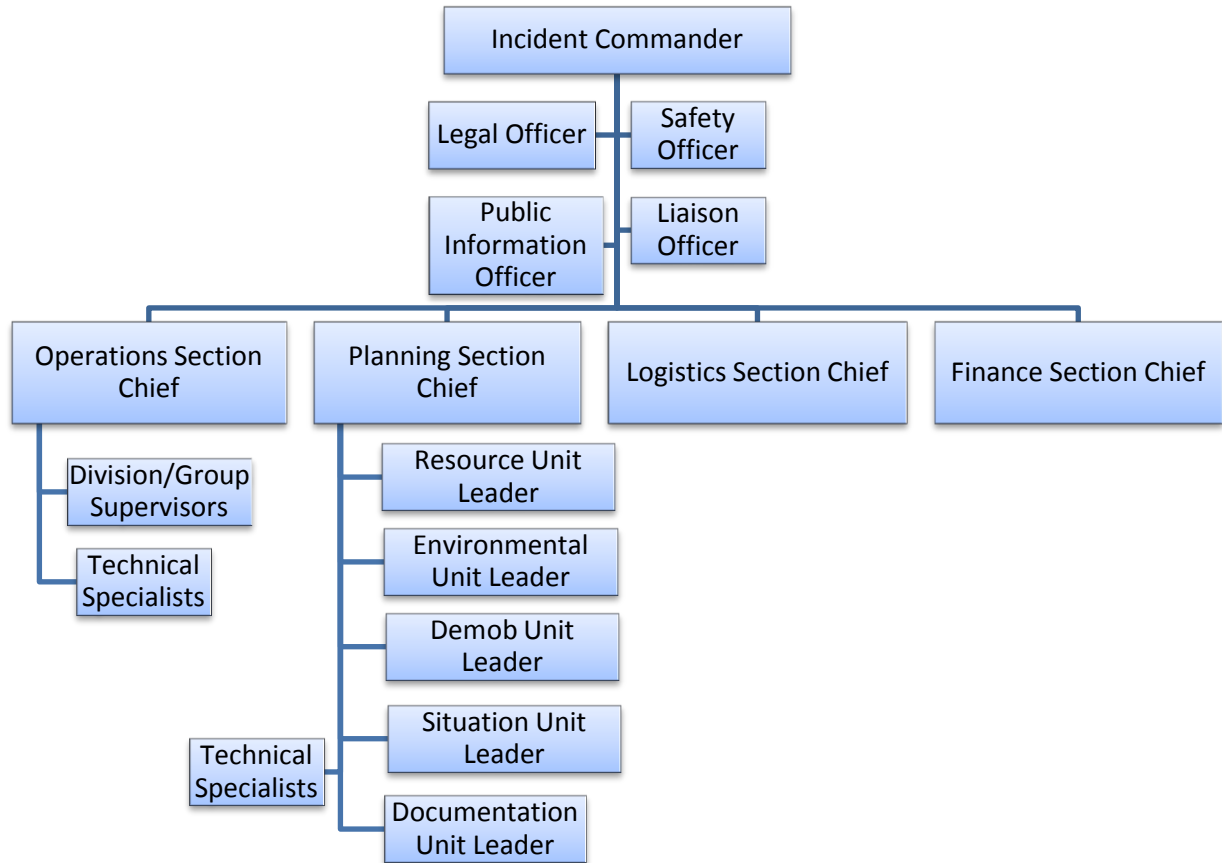 Incident Commander
Legal Officer
Safety
Officer
Public
Information
Officer
Liaison
Officer
Operations Section
Chief
Planning Section
Chief
Logistics Section Chief
Finance Section Chief
Division/Group
Supervisors
Technical
Specialists
Resource Unit
Leader
Environmental
Unit Leader
Demob Unit
Leader
Situation Unit
Leader
Technical
Specialists
Documentation
Unit Leader